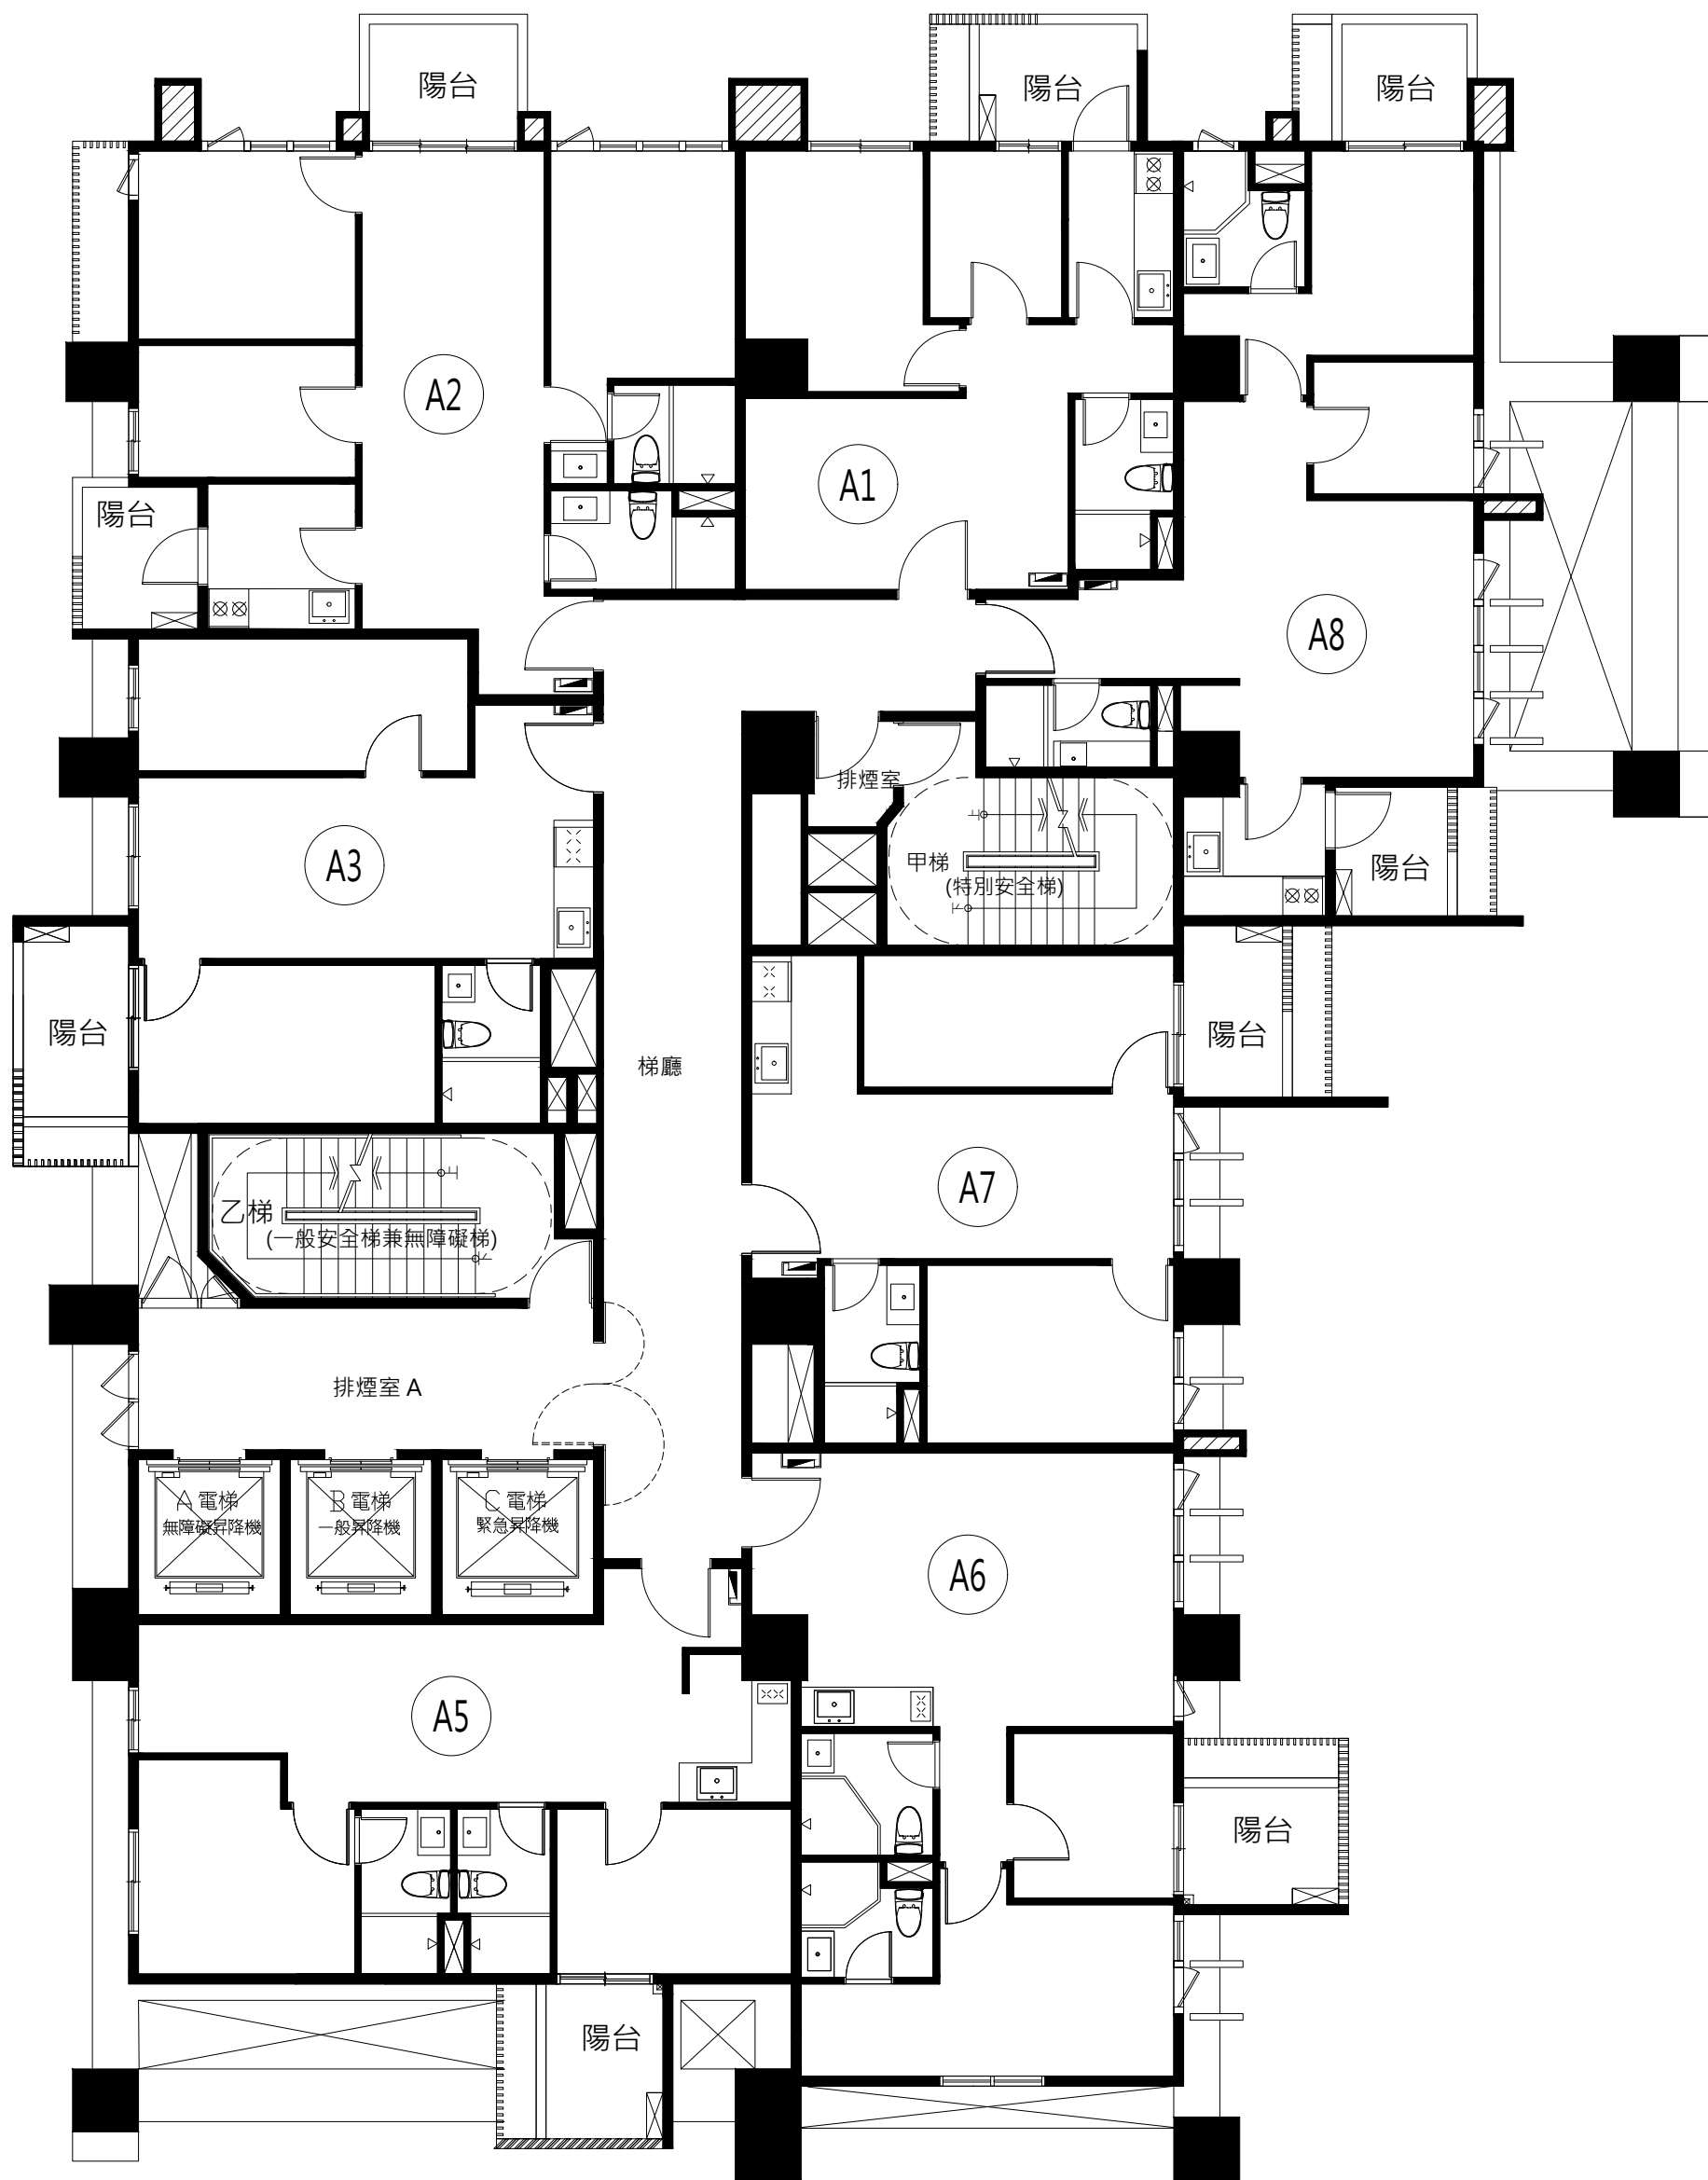 陽台
陽台
陽台
A2
A1
陽台
A8
排煙室
甲梯
(特別安全梯)
A3
陽台
陽台
陽台
梯廳
A7
乙梯
(一般安全梯兼無障礙梯)
排煙室 A
A 電梯
無障礙昇降機
B 電梯
一般昇降機
C 電梯
緊急昇降機
A6
A5
陽台
陽台